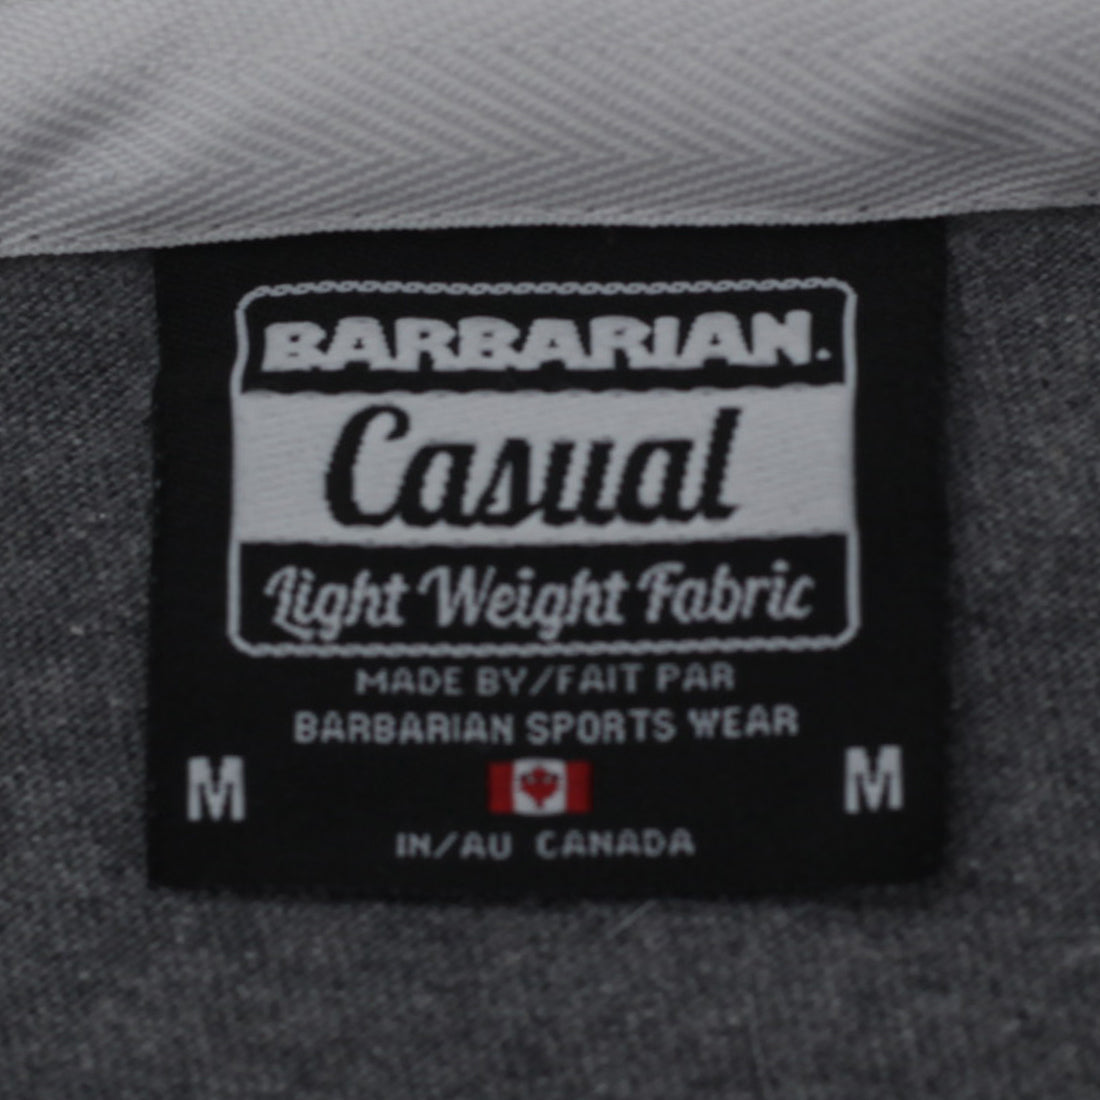 BARBARIAN.
Casual
Light Weight Fabric
MADE BY/FAIT PAR
BARBARIAN SPORTS WEAR
M M
IN/AU CANADA